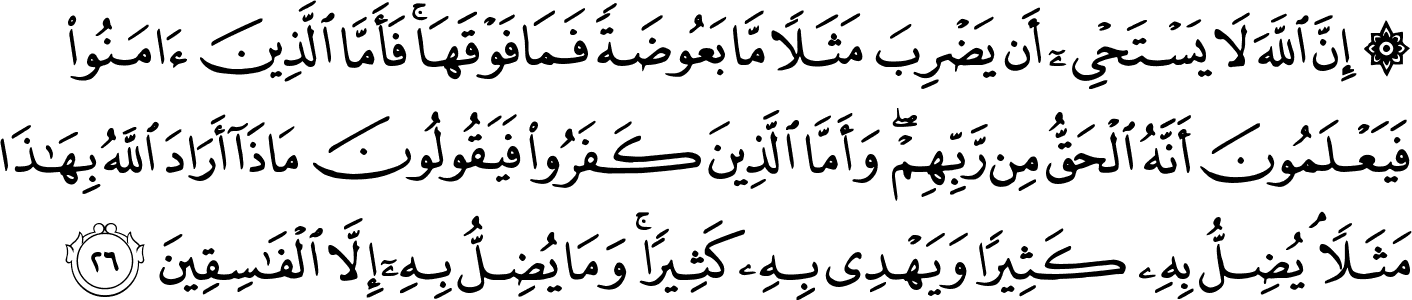 ۞ إِنَّ ٱللَّهَ لَا يَسْتَحْىِۦٓ أَن يَضْرِبَ مَثَلًا مَّا بَعُوضَةً فَمَا فَوْقَهَا ۚ فَأَمَّا ٱلَّذِينَ ءَامَنُوا۟
فَيَعْلَمُونَ أَنَّهُ ٱلْحَقُّ مِن رَّبِّهِمْ ۖ وَأَمَّا ٱلَّذِينَ كَفَرُوا۟ فَيَقُولُونَ مَاذَآ أَرَادَ ٱللَّهُ بِهَـٰذَا
مَثَلًا ۘ يُضِلُّ بِهِۦ كَثِيرًا وَيَهْدِى بِهِۦ كَثِيرًا ۚ وَمَا يُضِلُّ بِهِۦٓ إِلَّا ٱلْفَـٰسِقِينَ ٢٦